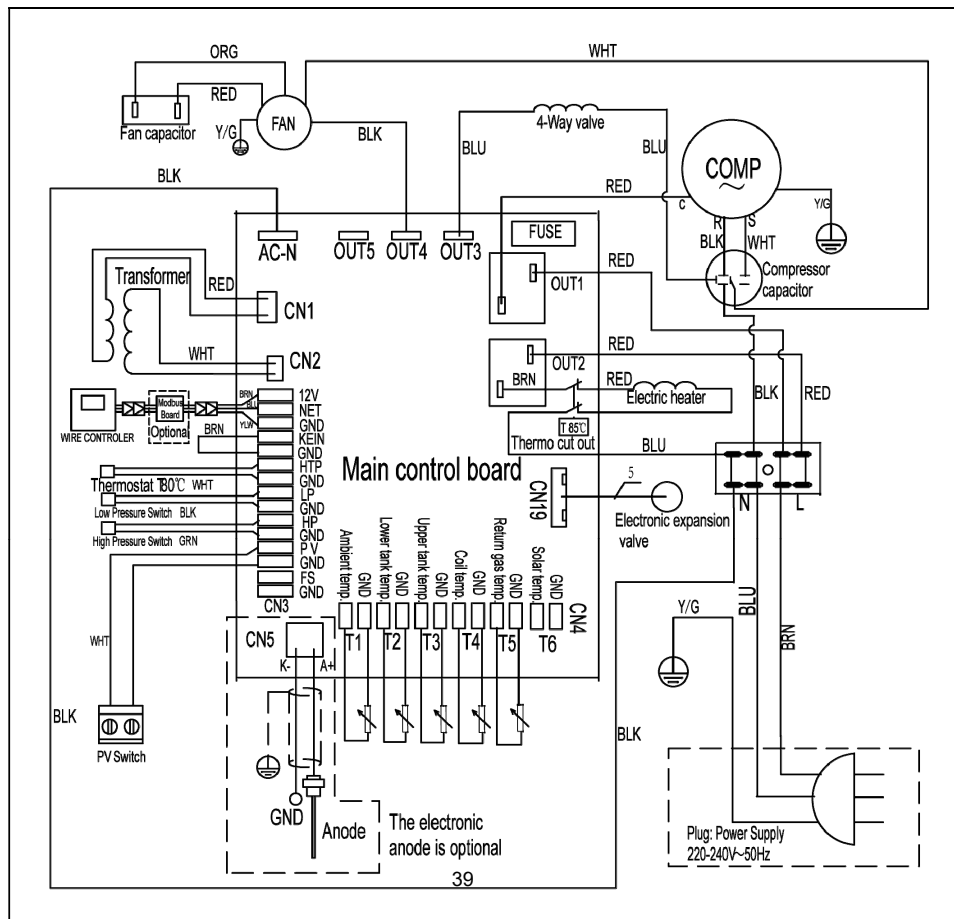 ORG
WHT
RED
FAN
Fan capacitor
Y/G
BLK
4-Way valve
BLU
BLU
COMP
~
BLK
RED
C
Y/G
R
S
BLK
WHT
Compressor
capacitor
AC-N
OUT5
OUT4
OUT3
FUSE
RED
OUT1
Transformer
RED
CN1
WHT
CN2
OUT2
RED
BRN
RED
Electric heater
BLK
RED
T 85℃
Thermo cut out
BLU
WIRE CONTROLER
Modbus
Board
Optional
BRN
BLU
YLW
BRN
12V
NET
GND
KEIN
GND
HTP
GND
LP
GND
HP
GND
PV
GND
FS
GND
CN3
Thermostat T80℃ WHT
Low Pressure Switch BLK
High Pressure Switch GRN
Main control board
CN19
5
Electronic expansion
valve
N
L
Ambient temp.
GND
Lower tank temp.
GND
Upper tank temp.
GND
Coil temp.
GND
Return gas temp.
GND
Solar temp.
GND
CN4
T1
T2
T3
T4
T5
T6
CN5
K-
A+
WHT
Y/G
BLU
BRN
BLK
PV Switch
BLK
GND
Anode
The electronic
anode is optional
Plug: Power Supply
220-240V~50Hz
39